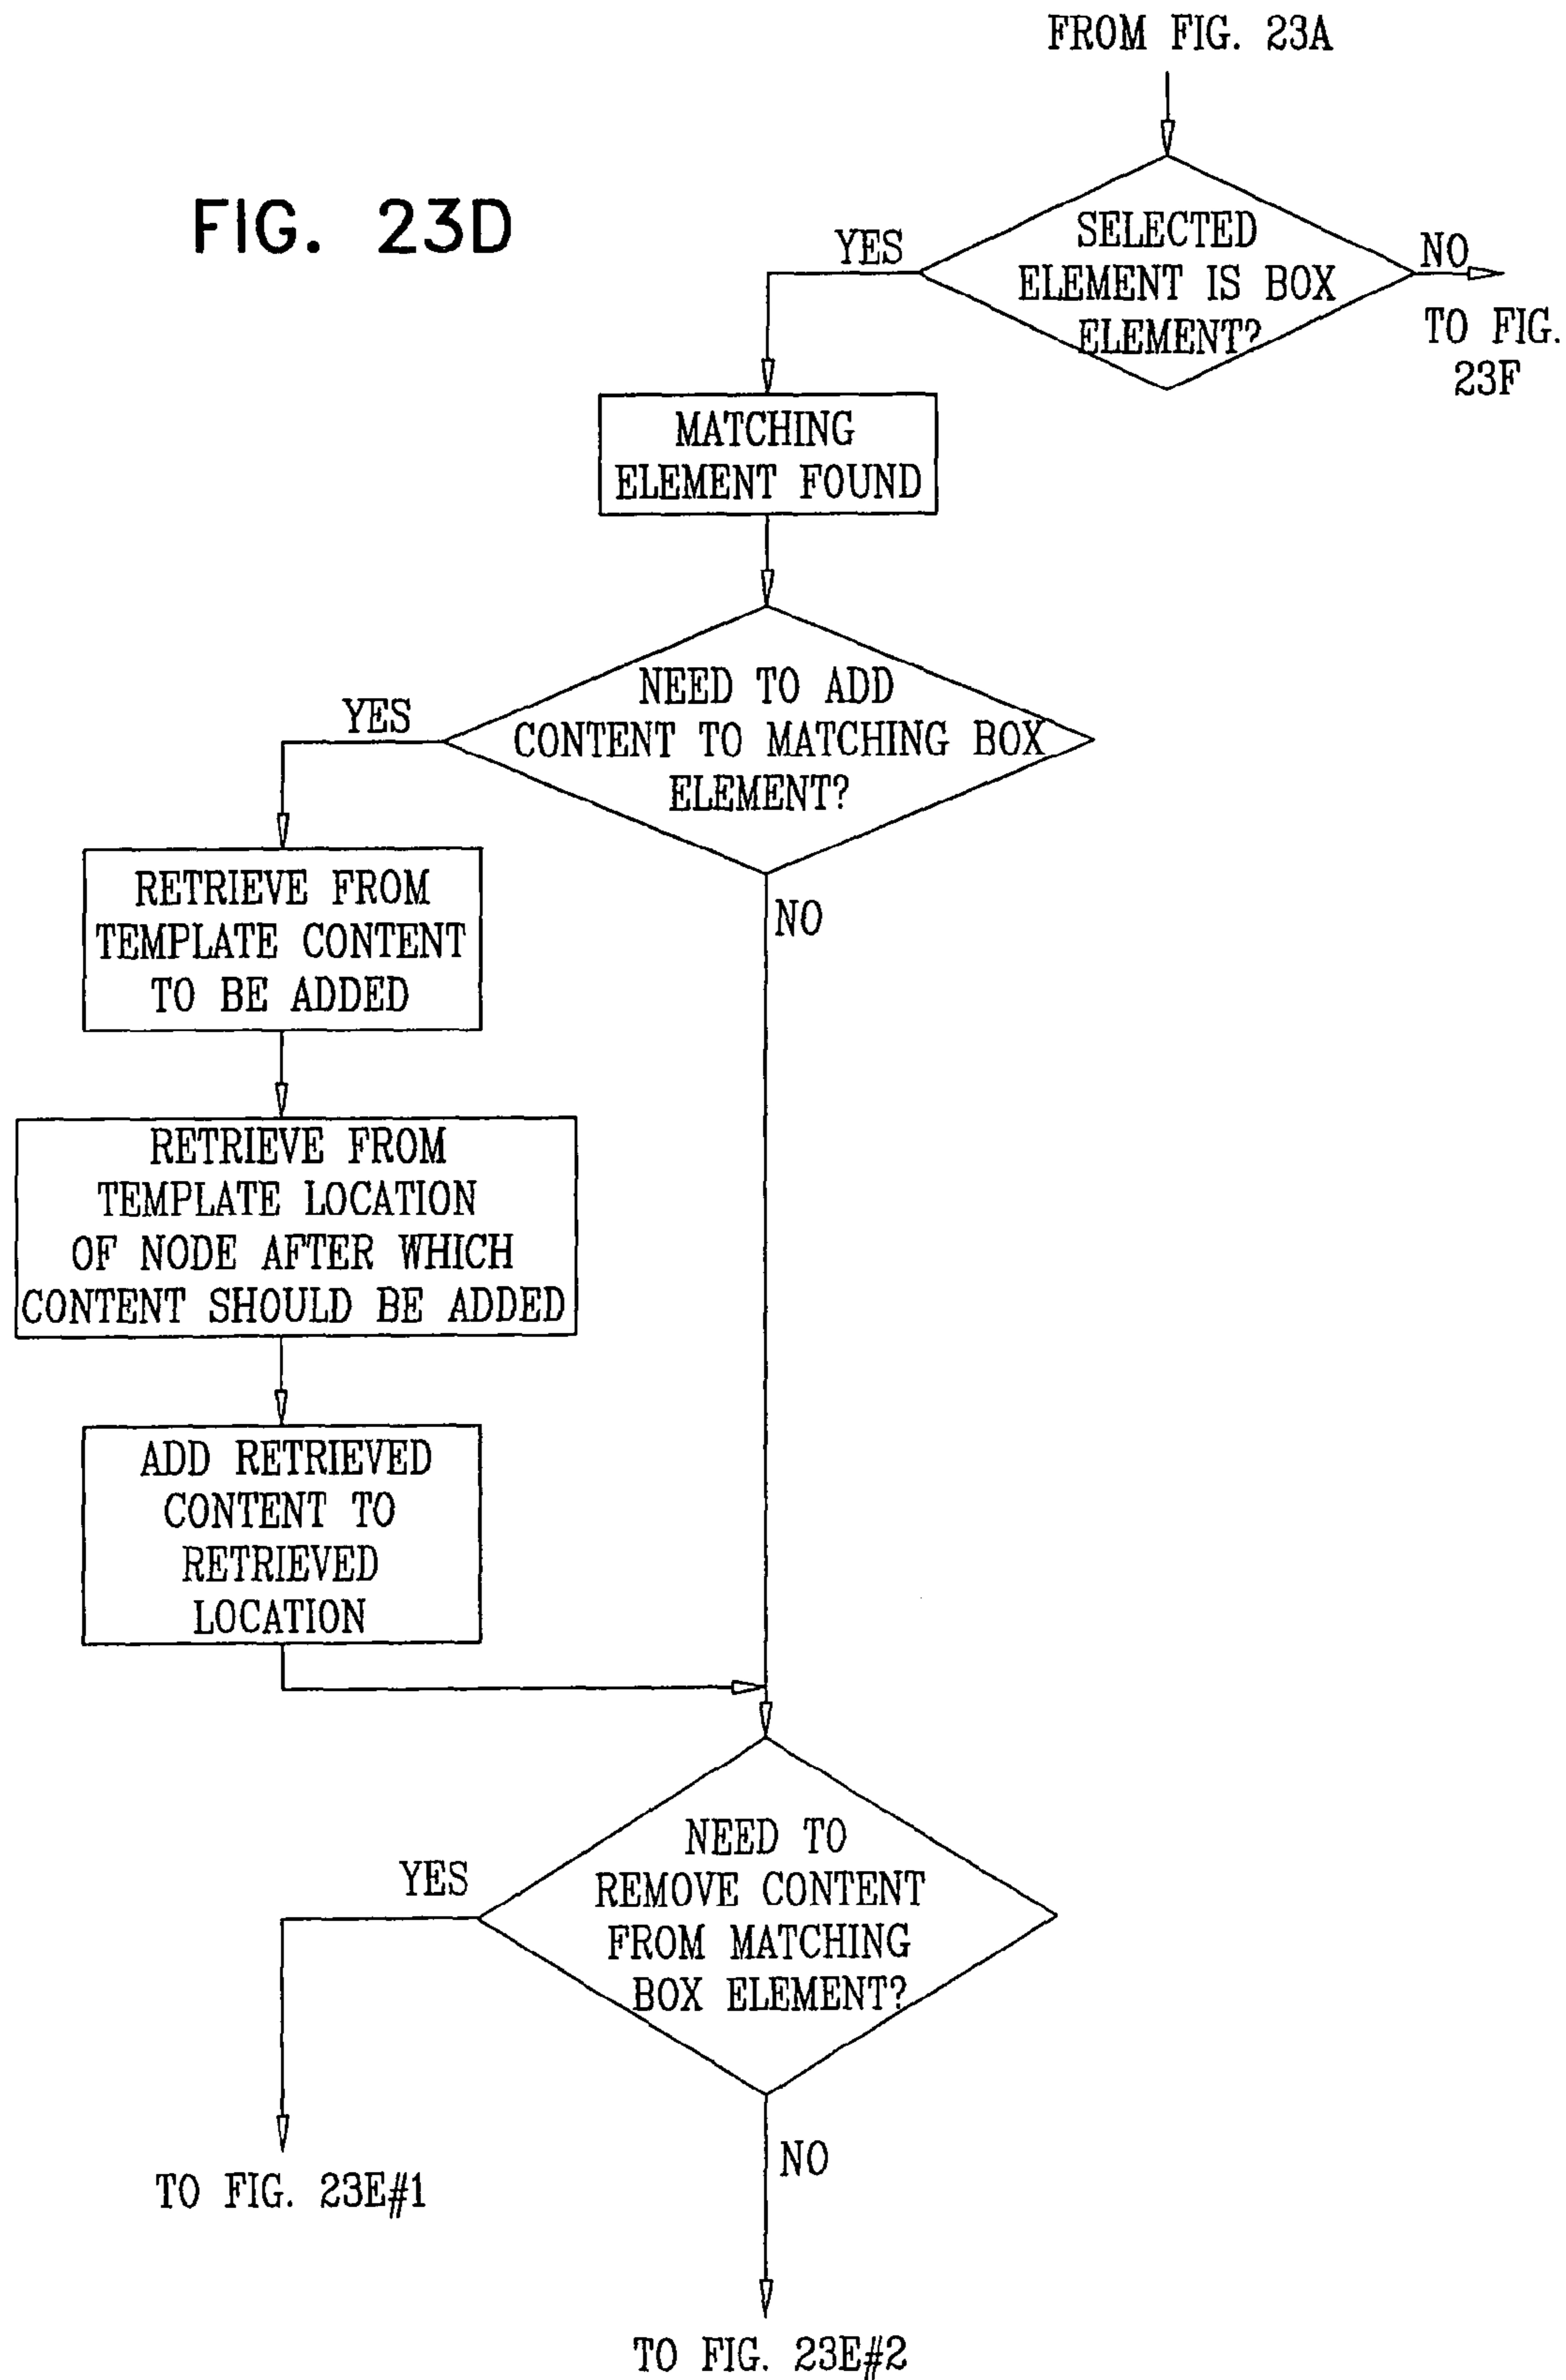 FROM FIG. 23A
FIG. 23D
SELECTED
ELEMENT IS BOX
ELEMENT?
YES
NO
TO FIG.
23F
MATCHING
ELEMENT FOUND
NEED TO ADD
CONTENT TO MATCHING BOX
ELEMENT?
YES
NO
RETRIEVE FROM
TEMPLATE CONTENT
TO BE ADDED
RETRIEVE FROM
TEMPLATE LOCATION
OF NODE AFTER WHICH
CONTENT SHOULD BE ADDED
ADD RETRIEVED
CONTENT TO
RETRIEVED
LOCATION
NEED TO
REMOVE CONTENT
FROM MATCHING
BOX ELEMENT?
YES
NO
TO FIG. 23E#1
TO FIG. 23E#2